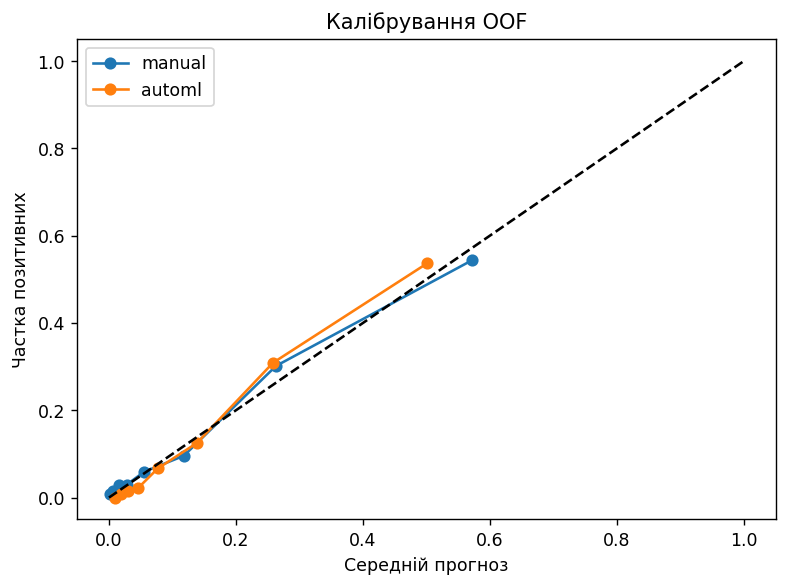 Калібрування OOF
manual
automl
1.0
0.8
0.6
0.4
0.2
0.0
Частка позитивних
0.0 0.2 0.4 0.6 0.8 1.0
Середній прогноз